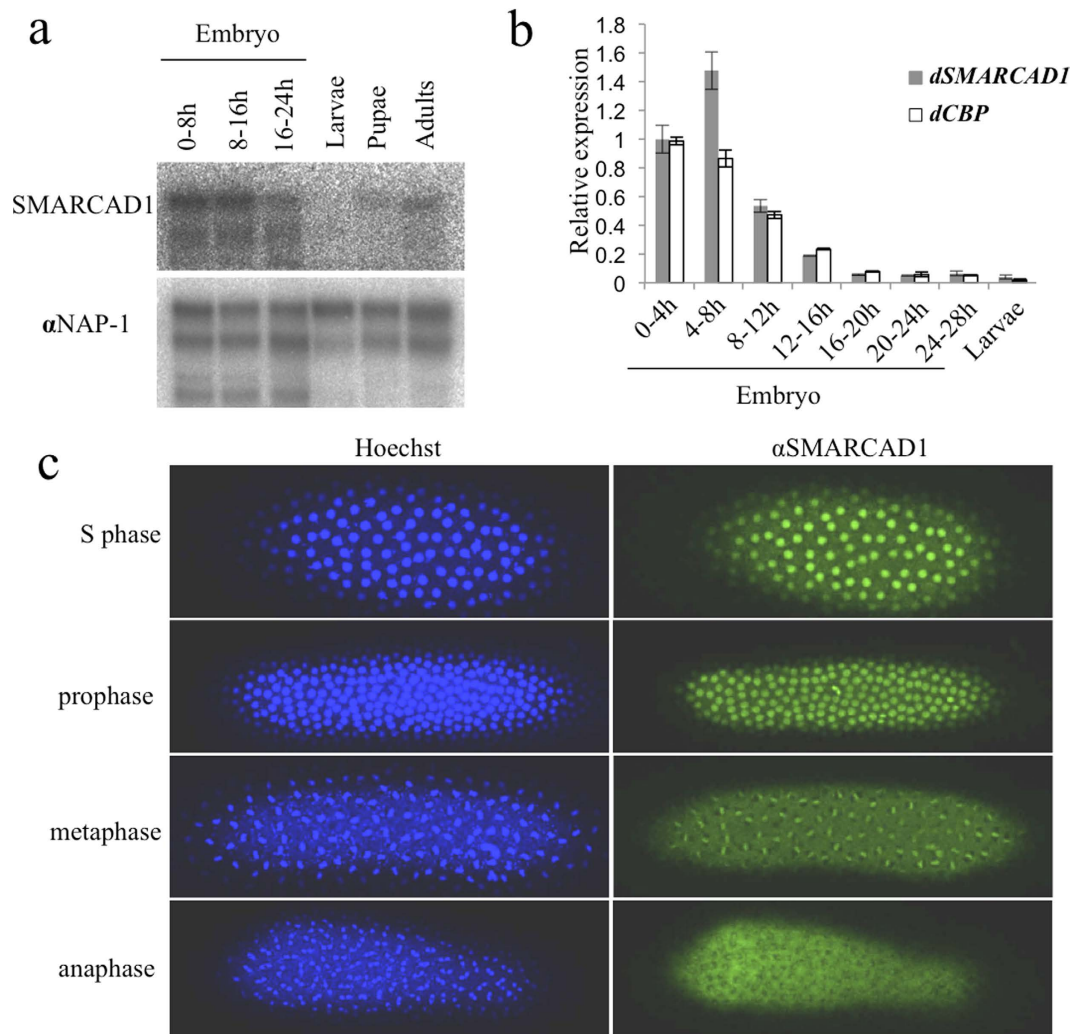 a
Embryo
0-8h
8-16h
16-24h
Larvae
Pupae
Adults
SMARCAD1
αNAP-1
b
1.8
1.6
1.4
1.2
1
0.8
0.6
0.4
0.2
0
Relative expression
dSMARCAD1
dCBP
0-4h
4-8h
8-12h
12-16h
16-20h
20-24h
24-28h
Larvae
Embryo
c
Hoechst
αSMARCAD1
S phase
prophase
metaphase
anaphase